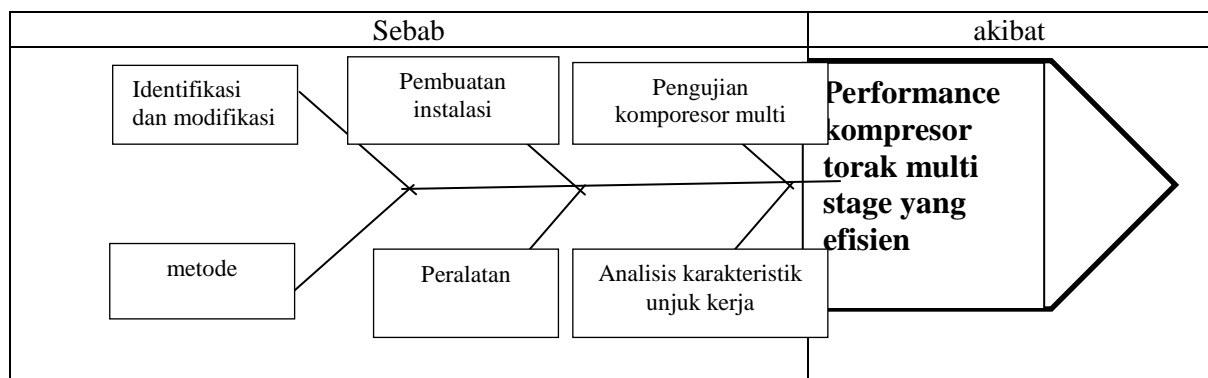 Sebab
akibat
Identifikasi
dan modifikasi
Pembuatan
instalasi
Pengujian
komporesor multi
Performance
kompresor
torak multi
stage yang
efisien
metode
Peralatan
Analisis karakteristik
unjuk kerja